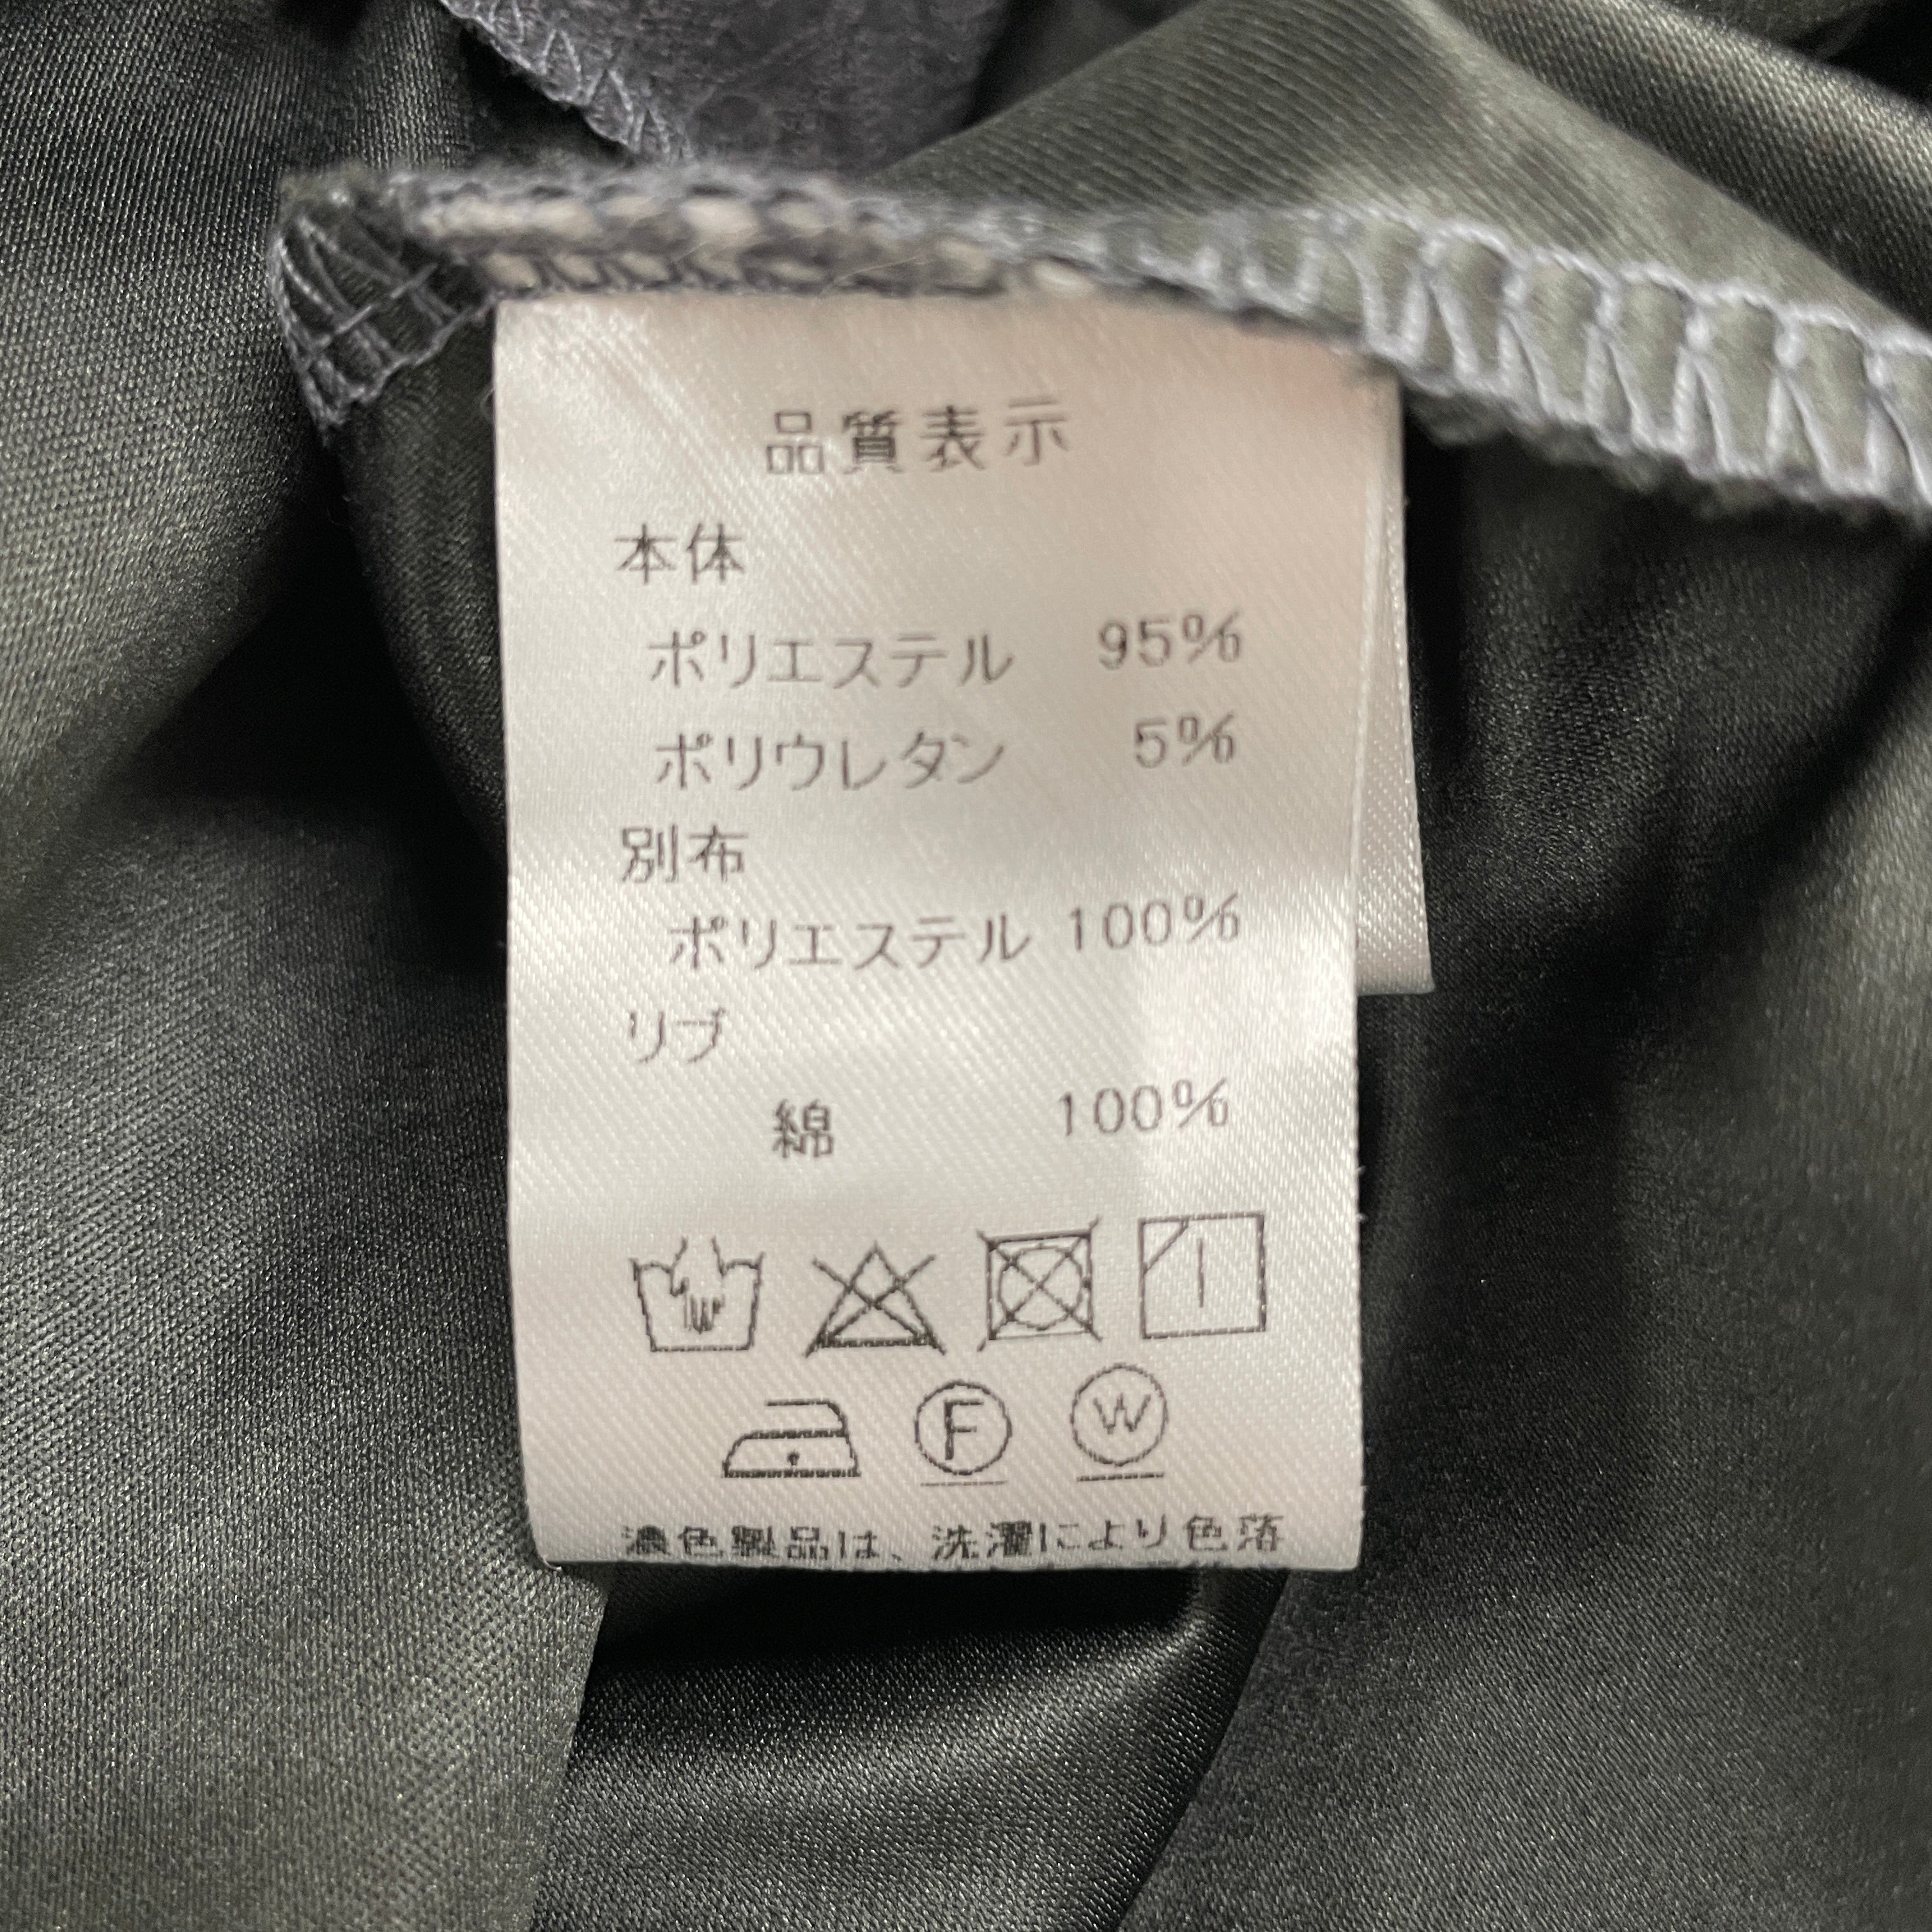 品質表示
本体
ポリエステル 95%
ポリウレタン 5%
別布
ポリエステル 100%
リブ
綿 100%
F W
濃色製品は、洗濯により色落